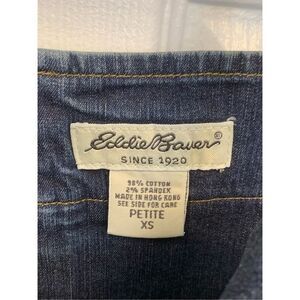 Eddie Bauer®
SINCE 1920
98% COTTON
2% SPANDEX
MADE IN HONG KONG
SEE SIDE FOR CARE
PETITE
XS